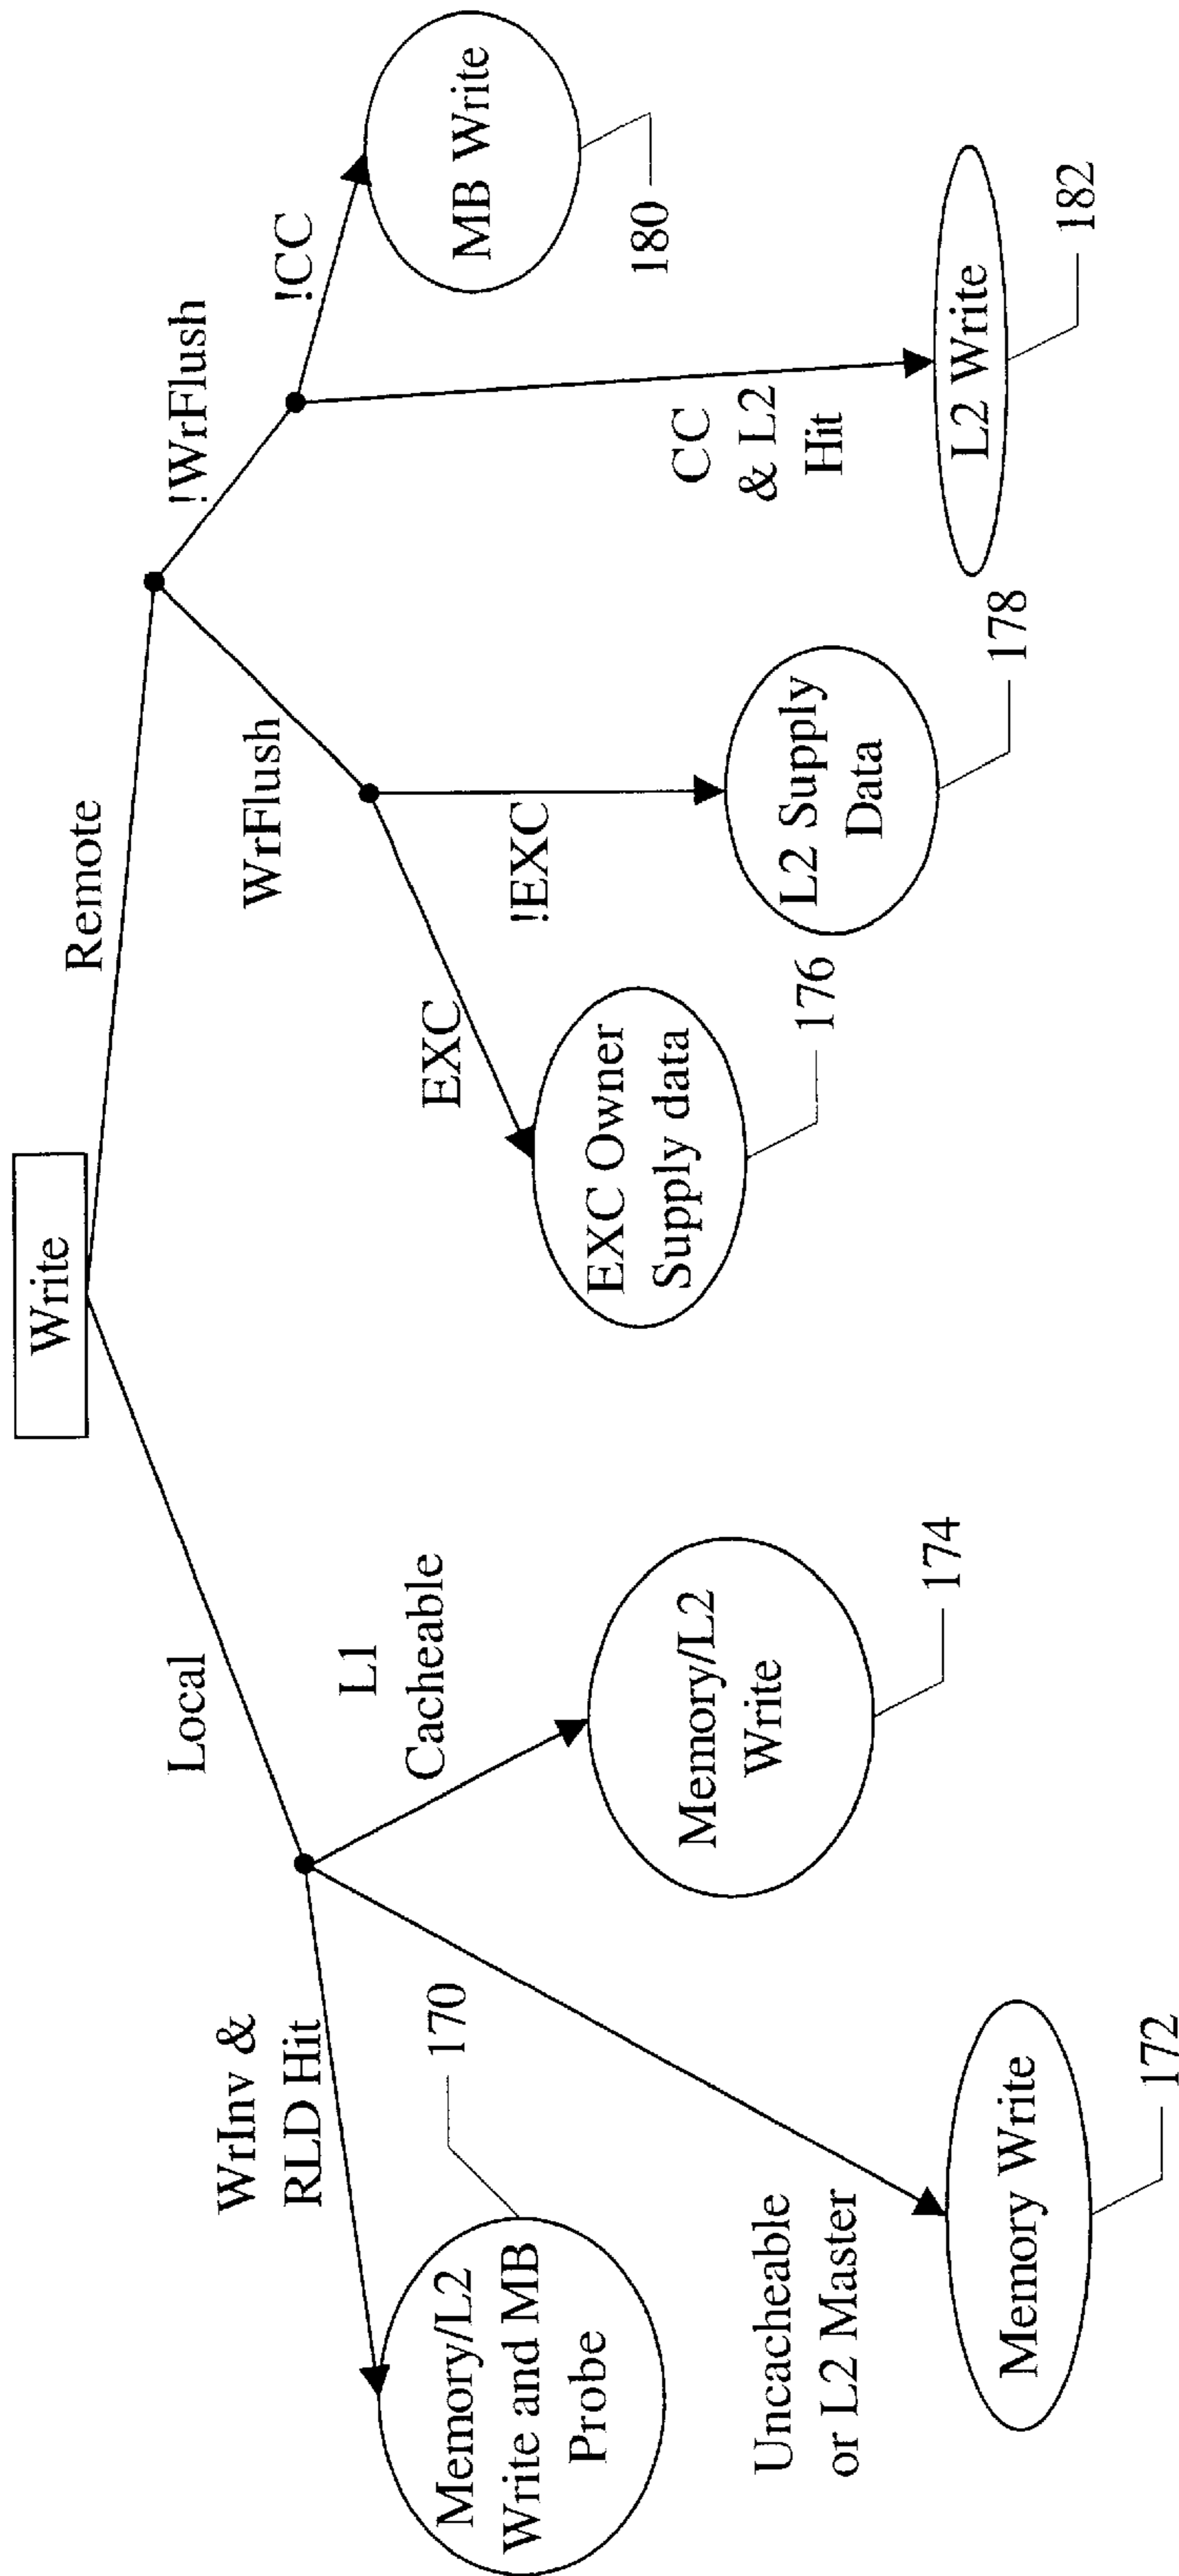 Write
Local
Remote
WrInv &
RLD Hit
L1
Cacheable
Uncacheable
or L2 Master
WrFlush
!WrFlush
EXC
!EXC
!CC
CC
& L2
Hit
Memory/L2
Write and MB
Probe
170
Memory Write
172
Memory/L2
Write
174
EXC Owner
Supply data
176
L2 Supply
Data
178
MB Write
180
L2 Write
182